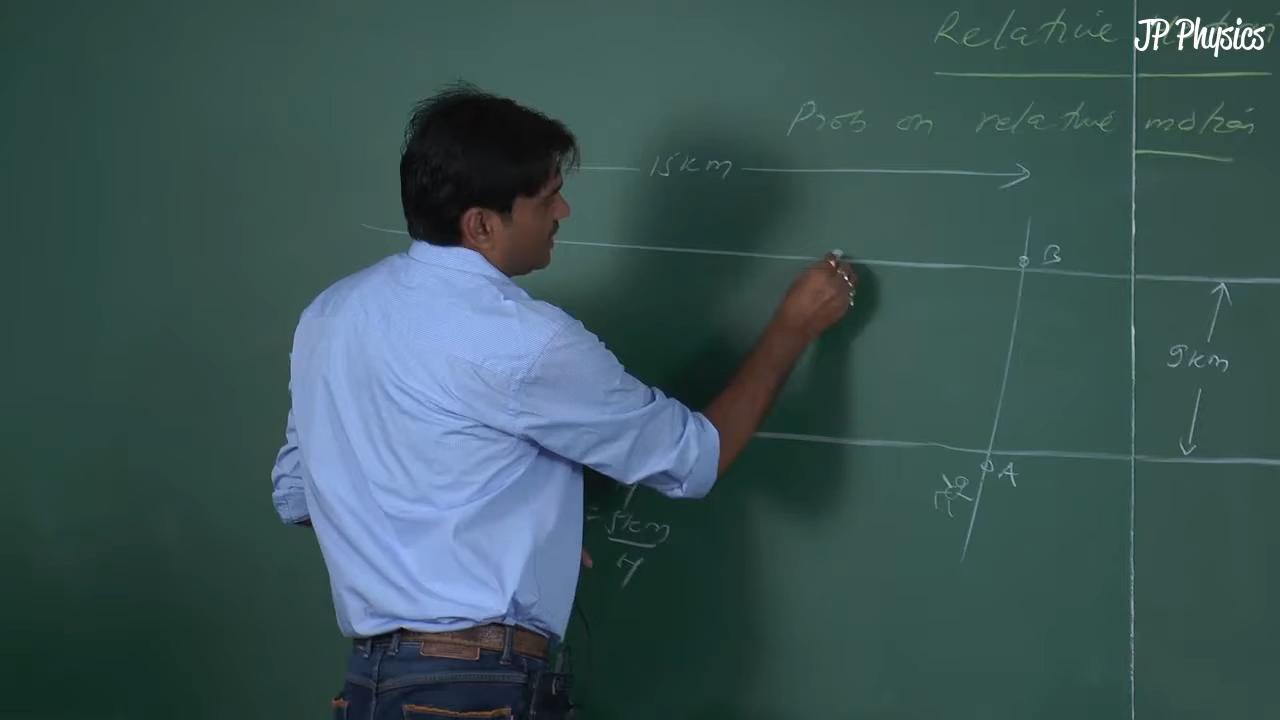 Relative
JP Physics
Prob on relative motion
15km
B
9km
A
= 5km
H